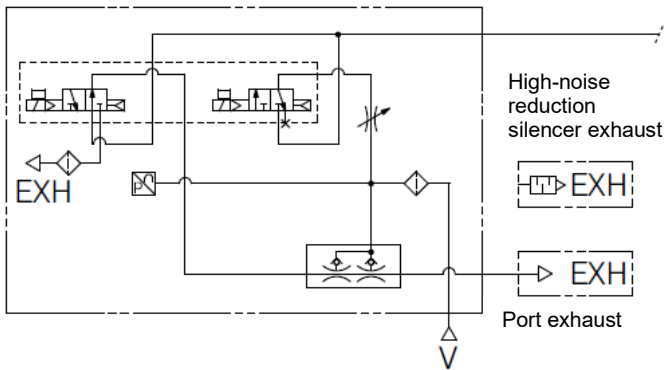 High-noise
reduction
silencer exhaust
EXH
EXH
P
EXH
Port exhaust
V